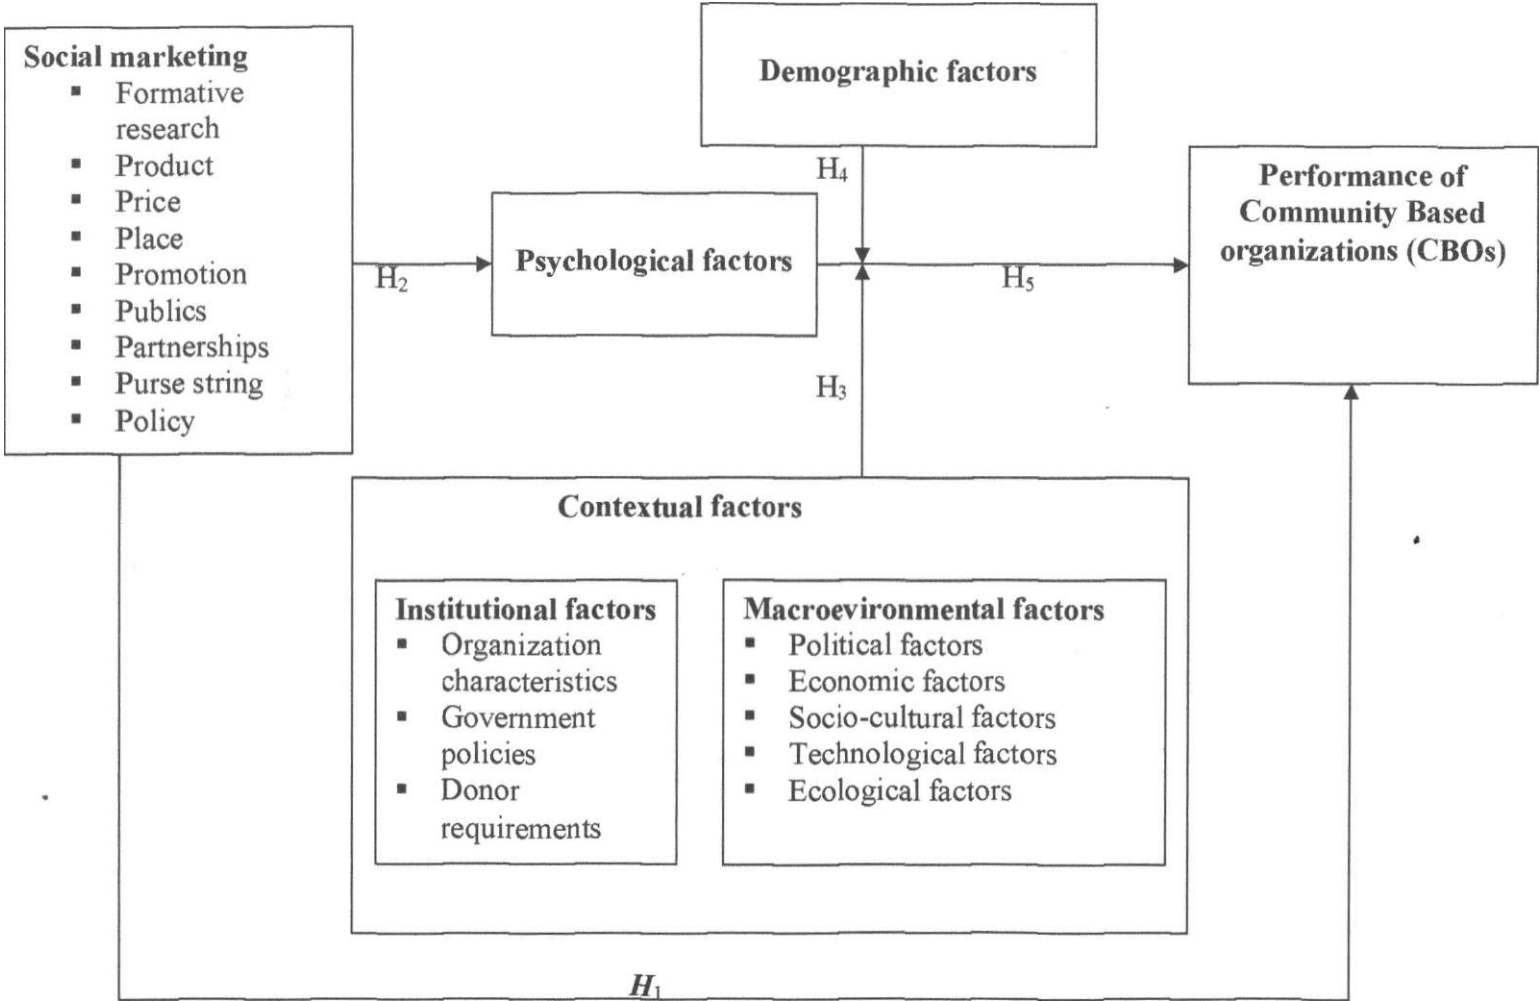 Social marketing
▪ Formative
research
▪ Product
▪ Price
▪ Place
▪ Promotion
▪ Publics
▪ Partnerships
▪ Purse string
▪ Policy
Demographic factors
H4
H2
Psychological factors
H5
Performance of
Community Based
organizations (CBOs)
H3
Contextual factors
Institutional factors
▪ Organization
characteristics
▪ Government
policies
▪ Donor
requirements
Macroevironmental factors
▪ Political factors
▪ Economic factors
▪ Socio-cultural factors
▪ Technological factors
▪ Ecological factors
H1